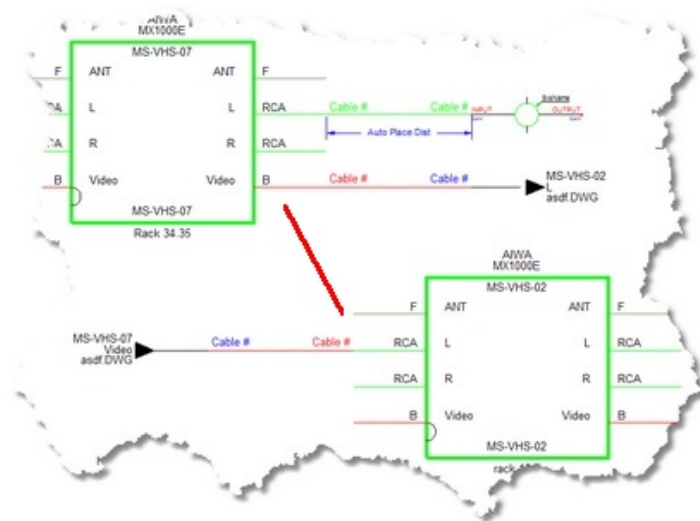 AIWA
MX1000E
MS-VHS-07
F ANT ANT F
L L RCA Cable # Cable # INPUT OUTPUT
Auto Place Dist
R R RCA
B Video Video B Cable # Cable # MS-VHS-02
L
asdf.DWG
MS-VHS-07
Rack 34.35
AIWA
MX1000E
MS-VHS-02
F ANT ANT F
MS-VHS-07
Video
asdf.DWG
Cable # Cable # RCA L L RCA
RCA R R RCA
B Video Video B
MS-VHS-02